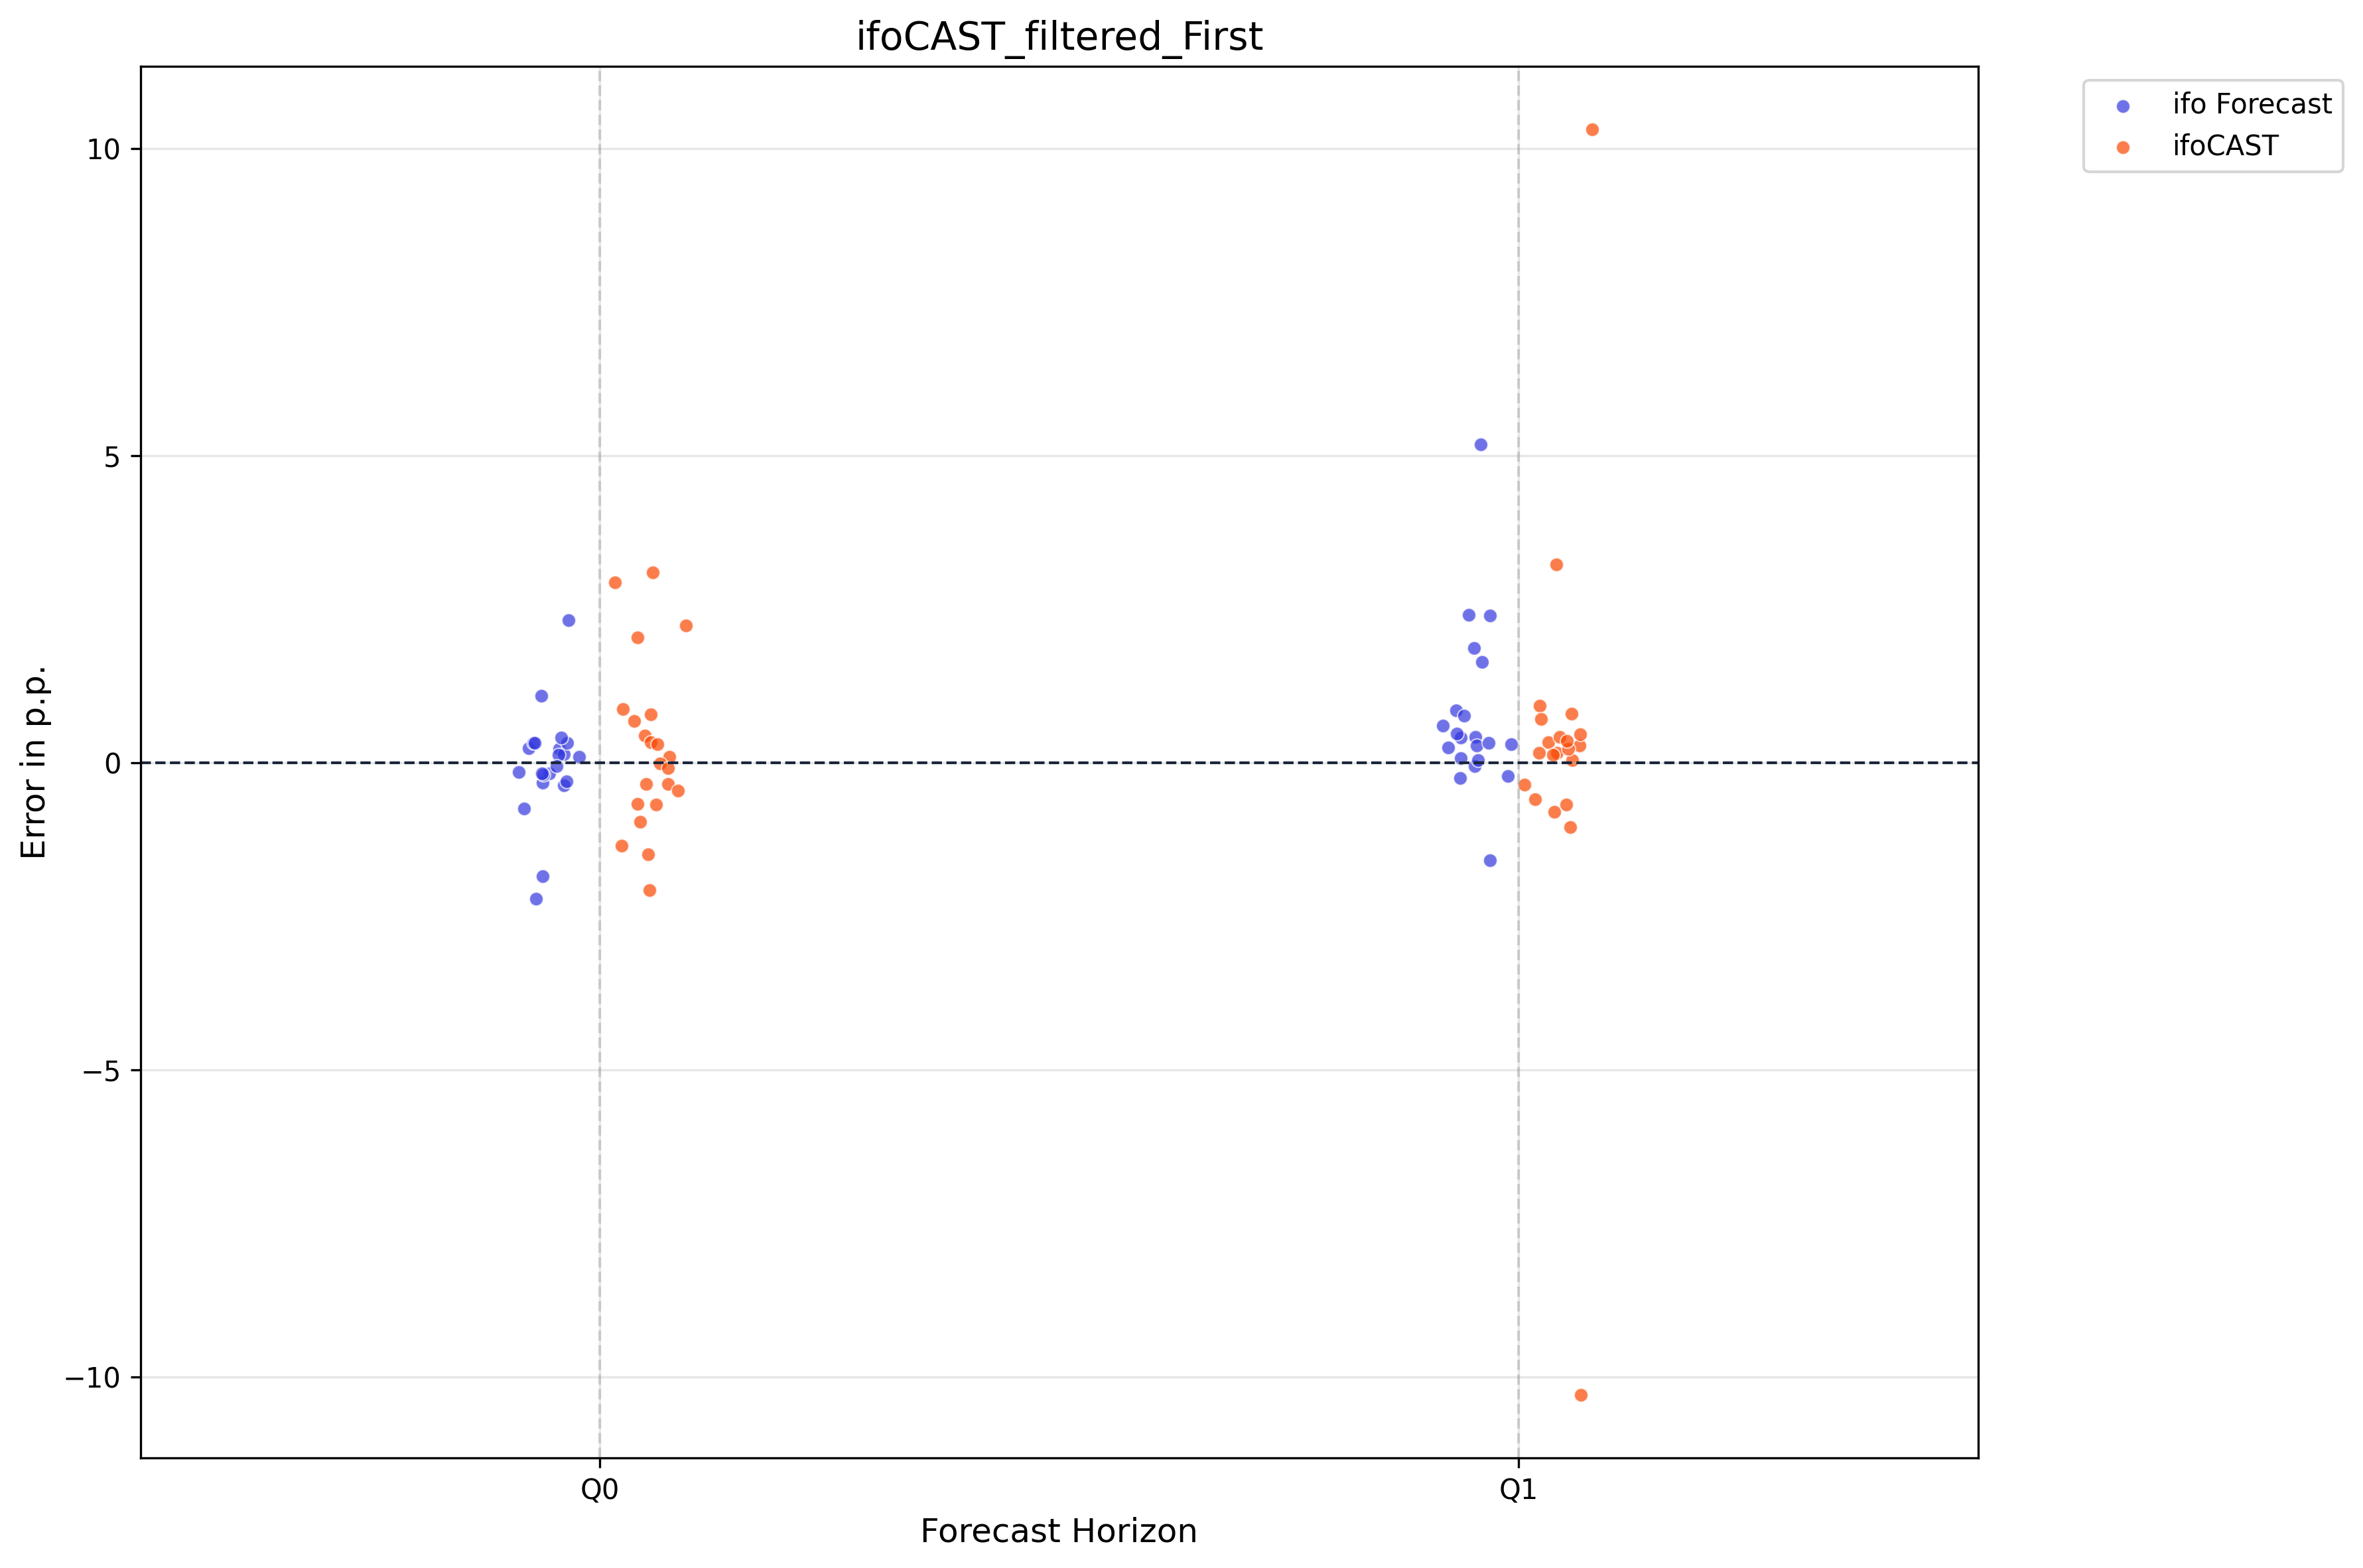 ifoCAST_filtered_First
ifo Forecast
ifoCAST
10
5
0
−5
−10
Error in p.p.
Q0
Q1
Forecast Horizon